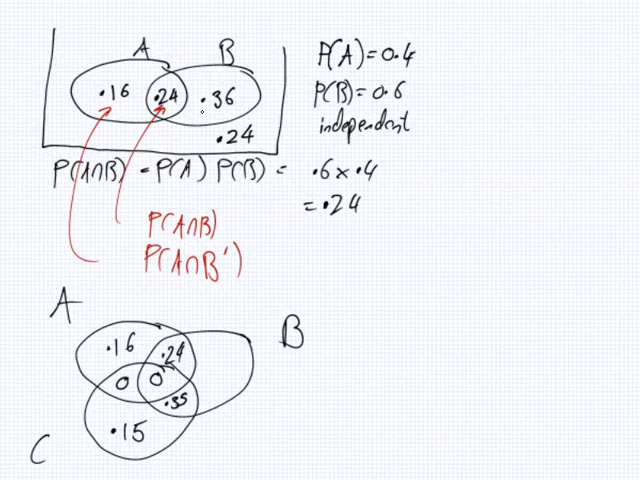 A B P(A) = 0.4
.16 .24 .36 P(B) = 0.6
independent
.24
P(A∩B) = P(A) P(B) = .6 × .4
= .24
P(A∩B)
P(A∩B')
A
B
.16 .24
0 0
.35
.15
C